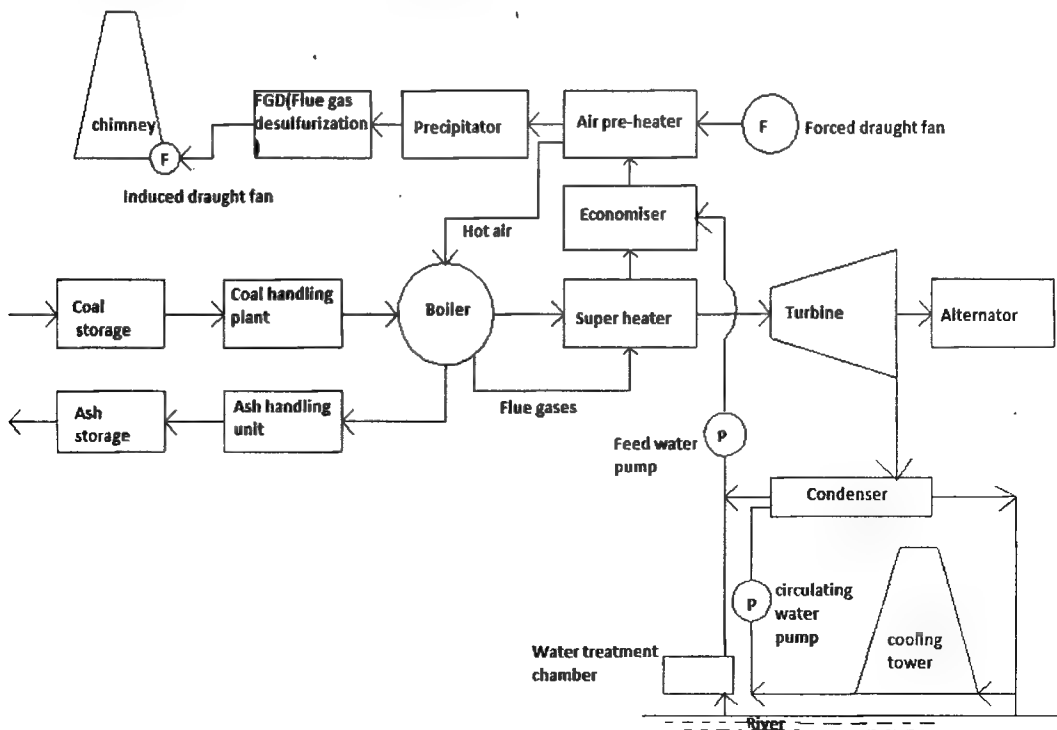 FGD(Flue gas
desulfurization
chimney
Precipitator
Air pre-heater
F
Forced draught fan
F
Induced draught fan
Economiser
Hot air
Coal
storage
Coal handling
plant
Boiler
Super heater
Turbine
Alternator
Ash
storage
Ash handling
unit
Flue gases
Feed water
pump
P
Condenser
P
circulating
water
pump
cooling
tower
Water treatment
chamber
River